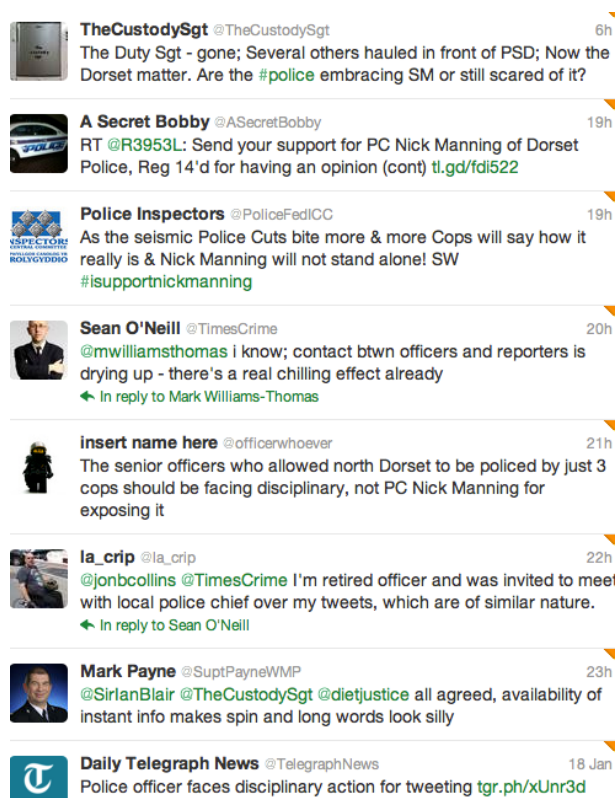 TheCustodySgt @TheCustodySgt 6h
The Duty Sgt - gone; Several others hauled in front of PSD; Now the
Dorset matter. Are the #police embracing SM or still scared of it?
POLICE
A Secret Bobby @ASecretBobby 19h
RT @R3953L: Send your support for PC Nick Manning of Dorset
Police, Reg 14'd for having an opinion (cont) tl.gd/fdi522
INSPECTORS
CENTRAL COMMITTEE
Police Inspectors @PoliceFedICC 19h
As the seismic Police Cuts bite more & more Cops will say how it
really is & Nick Manning will not stand alone! SW
#isupportnickmanning
Sean O'Neill @TimesCrime 20h
@mwilliamsthomas i know; contact btwn officers and reporters is
drying up - there's a real chilling effect already
In reply to Mark Williams-Thomas
insert name here @officerwhoever 21h
The senior officers who allowed north Dorset to be policed by just 3
cops should be facing disciplinary, not PC Nick Manning for
exposing it
la_crip @la_crip 22h
@jonbcollins @TimesCrime I'm retired officer and was invited to meet
with local police chief over my tweets, which are of similar nature.
In reply to Sean O'Neill
Mark Payne @SuptPayneWMP 23h
@SirIanBlair @TheCustodySgt @dietjustice all agreed, availability of
instant info makes spin and long words look silly
Daily Telegraph News @TelegraphNews 18 Jan
Police officer faces disciplinary action for tweeting tgr.ph/xUnr3d